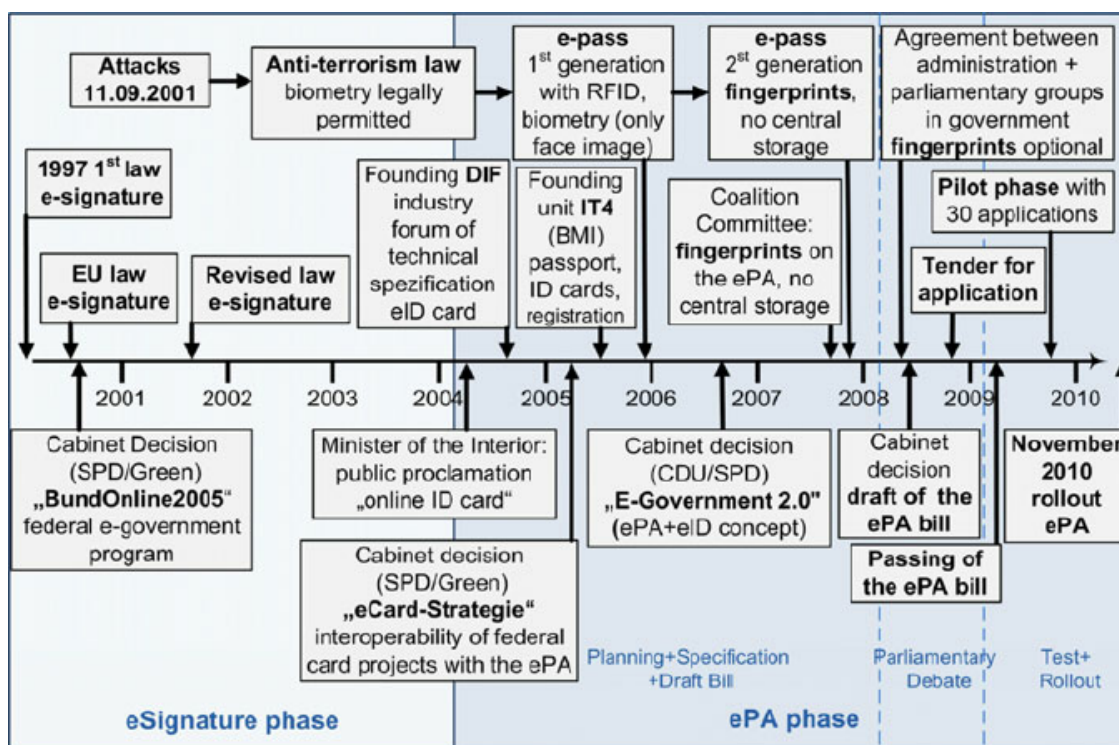 Attacks
11.09.2001
Anti-terrorism law
biometry legally
permitted
e-pass
1st generation
with RFID,
biometry (only
face image)
e-pass
2st generation
fingerprints,
no central
storage
Agreement between
administration +
parliamentary groups
in government
fingerprints optional
1997 1st law
e-signature
EU law
e-signature
Revised law
e-signature
Founding DIF
industry
forum of
technical
spezification
eID card
Founding
unit IT4
(BMI)
passport,
ID cards,
registration
Coalition
Committee:
fingerprints on
the ePA, no
central storage
Pilot phase with
30 applications
Tender for
application
2001 2002 2003 2004 2005 2006 2007 2008 2009 2010
Cabinet Decision
(SPD/Green)
„BundOnline2005“
federal e-government
program
Minister of the Interior:
public proclamation
„online ID card“
Cabinet decision
(SPD/Green)
„eCard-Strategie“
interoperability of federal
card projects with the ePA
Cabinet decision
(CDU/SPD)
„E-Government 2.0"
(ePA+eID concept)
Cabinet
decision
draft of the
ePA bill
Passing of
the ePA bill
November
2010
rollout
ePA
Planning+Specification
+Draft Bill
Parliamentary
Debate
Test+
Rollout
eSignature phase
ePA phase